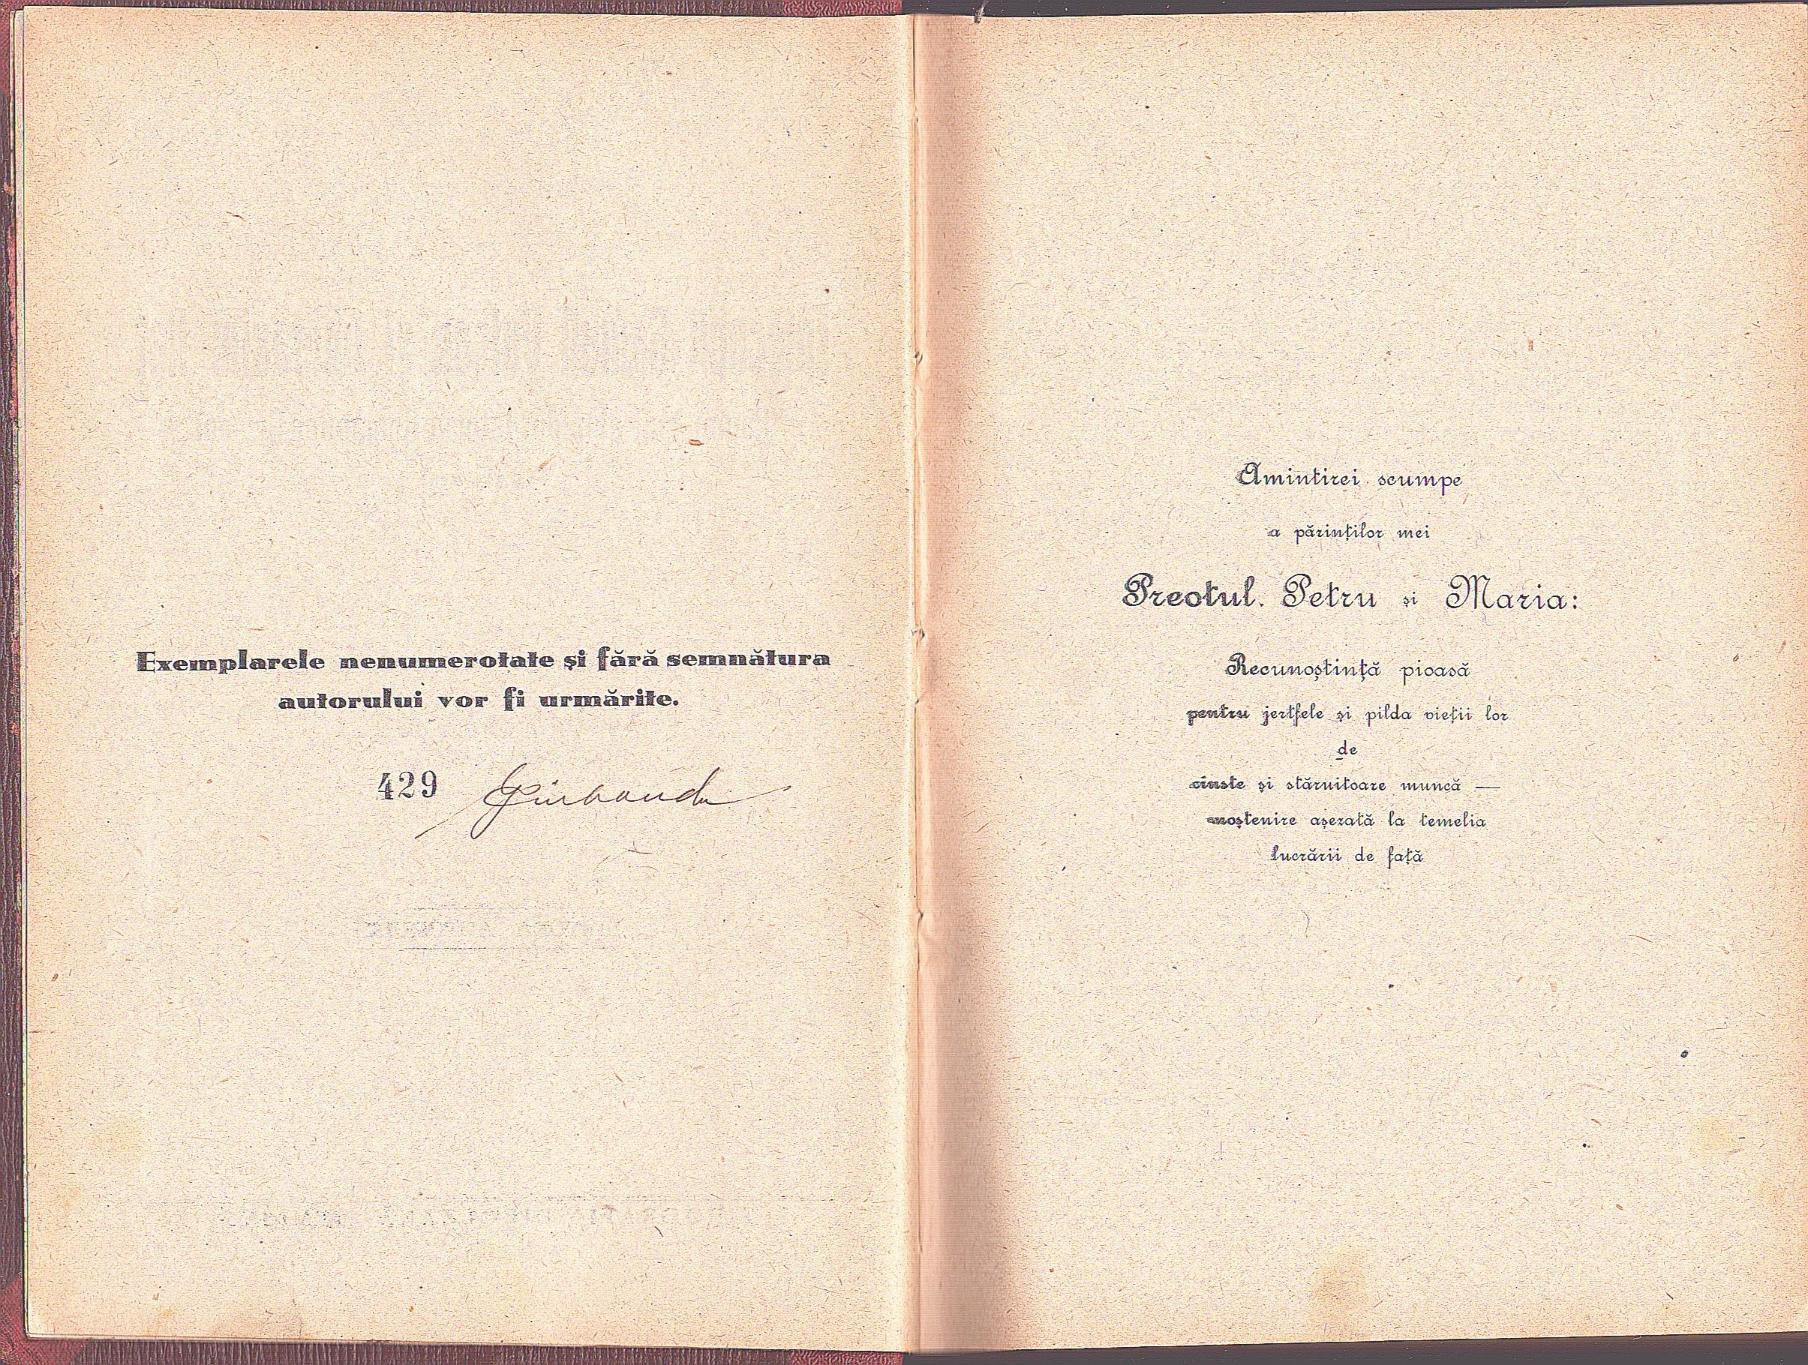 Exemplarele nenumerotate și fără semnătura
autorului vor fi urmărite.
429
Amintirei scumpe
a părinților mei
Preotul. Petru și Maria:
Recunoștință pioasă
pentru jertfele și pilda vieții lor
de
cinste și stăruitoare muncă —
moștenire așezată la temelia
lucrării de față